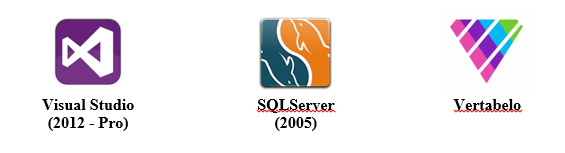 Visual Studio SQLServer Vertabelo
(2012 - Pro) (2005)